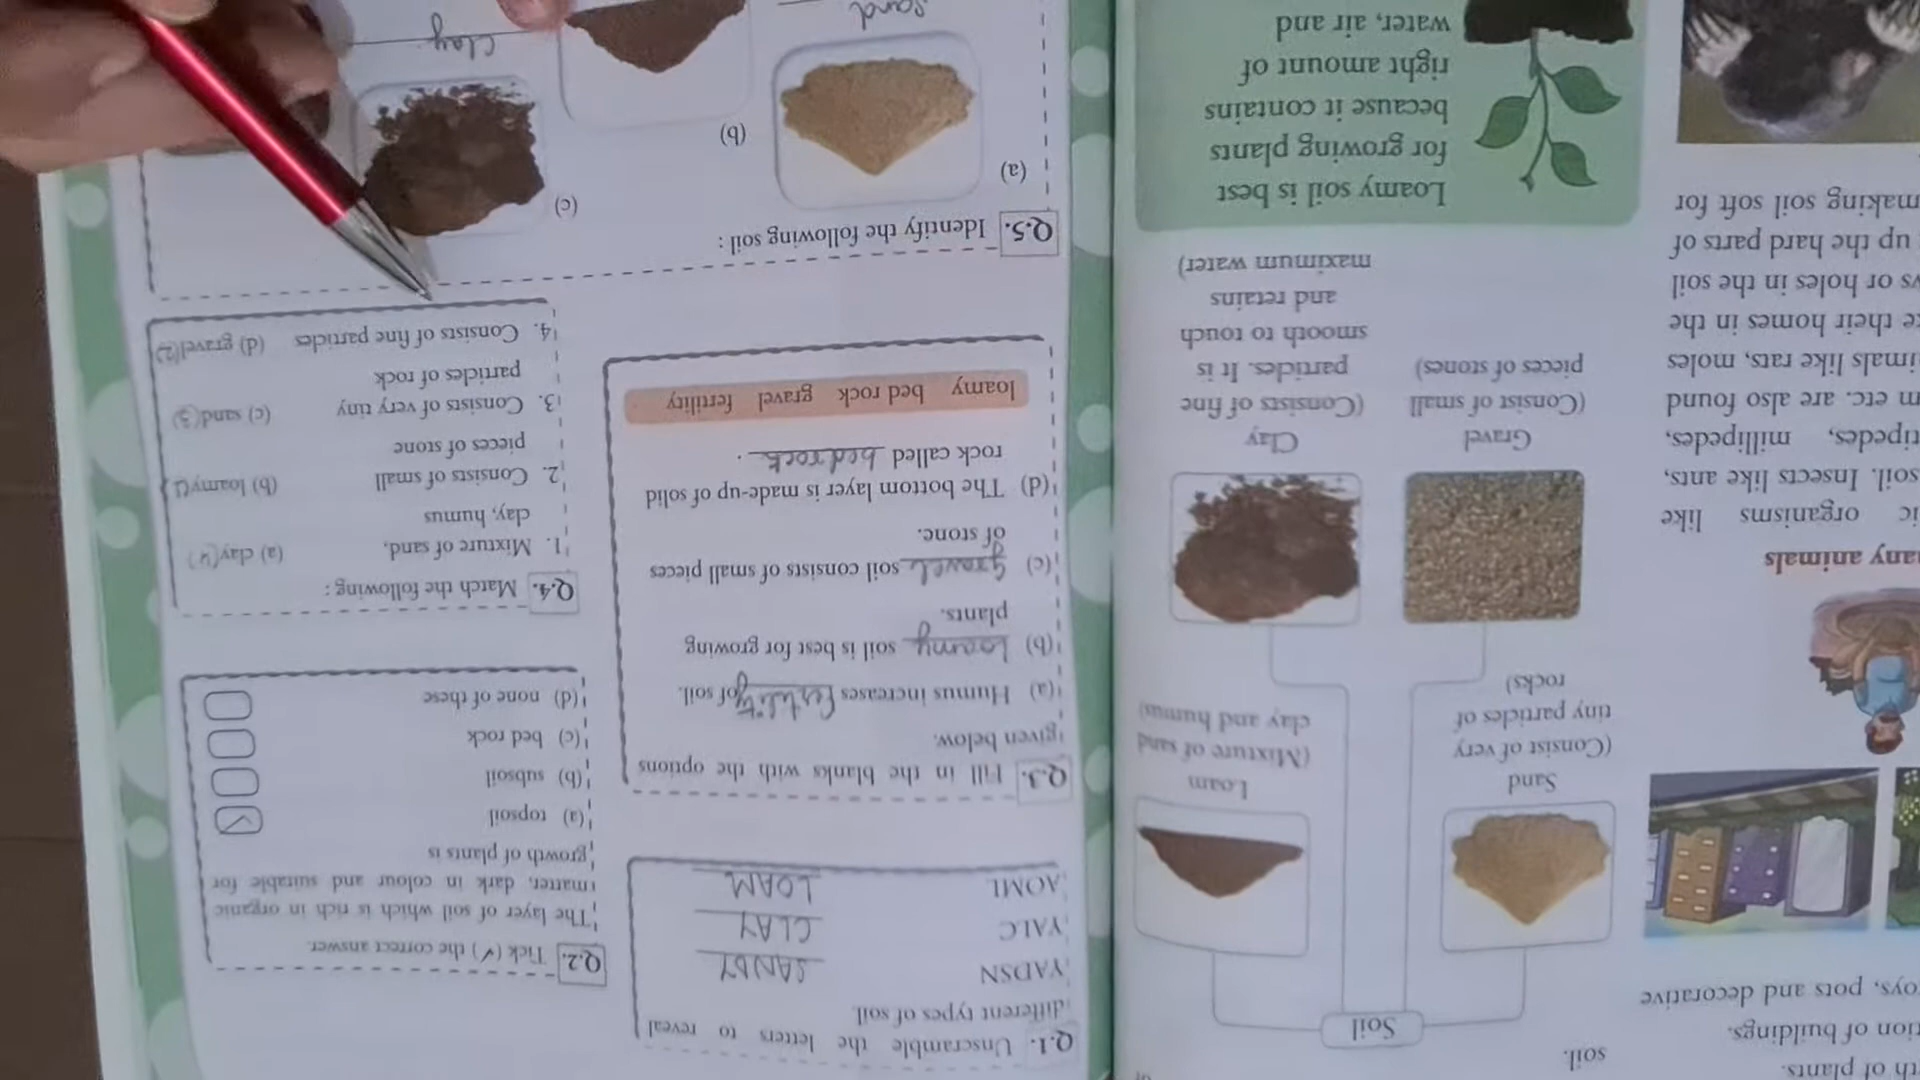 th of plants.
tion of buildings.
oys, pots and decorative
any animals
ic organisms like
soil. Insects like ants,
tipedes, millipedes,
m etc. are also found
imals like rats, moles
te their homes in the
ws or holes in the soil
up the hard parts of
making soil soft for
soil.
Soil
Sand
(Consist of very
tiny particles of
rocks)
Loam
(Mixture of sand
clay and humus)
Gravel
(Consist of small
pieces of stones)
Clay
(Consists of fine
particles. It is
smooth to touch
and retains
maximum water)
Loamy soil is best
for growing plants
because it contains
right amount of
water, air and
Q.1. Unscramble the letters to reveal
different types of soil.
YADSN SANDY
YALC CLAY
AOML LOAM
Q.3. Fill in the blanks with the options
given below.
(a) Humus increases fertility of soil.
(b) Loamy soil is best for growing
plants.
(c) Gravel soil consists of small pieces
of stone.
(d) The bottom layer is made-up of solid
rock called bedrock.
loamy bed rock gravel fertility
Q.2. Tick (✓) the correct answer.
The layer of soil which is rich in organic
matter, dark in colour and suitable for
growth of plants is
(a) topsoil ✓
(b) subsoil
(c) bed rock
(d) none of these
Q.4. Match the following :
1. Mixture of sand, (a) clay (4)
clay, humus
2. Consists of small (b) loamy (1
pieces of stone
3. Consists of very tiny (c) sand (3)
particles of rock
4. Consists of fine particles (d) gravel (2)
Q.5. Identify the following soil :
(a)
(b)
(c)
Sand
Clay